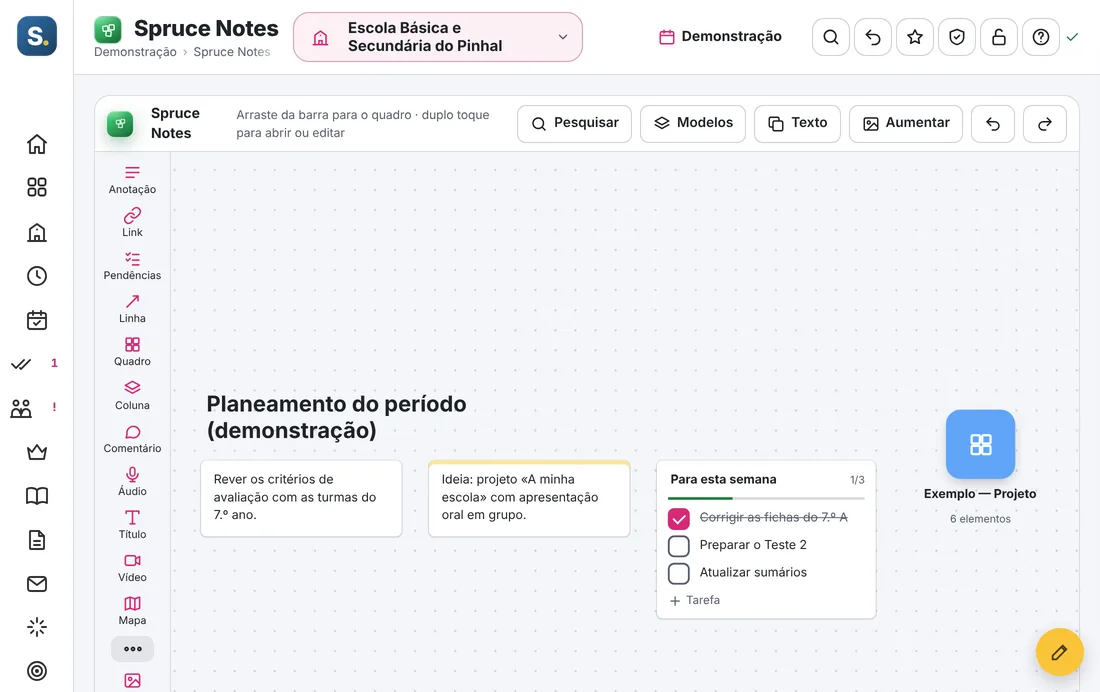 S.
Spruce Notes
Demonstração › Spruce Notes
Escola Básica e
Secundária do Pinhal
Demonstração
Spruce
Notes
Arraste da barra para o quadro · duplo toque
para abrir ou editar
Pesquisar
Modelos
Texto
Aumentar
Anotação
Link
Pendências
Linha
Quadro
Coluna
Comentário
Áudio
Título
Vídeo
Mapa
1
!
Planeamento do período
(demonstração)
Rever os critérios de
avaliação com as turmas do
7.º ano.
Ideia: projeto «A minha
escola» com apresentação
oral em grupo.
Para esta semana 1/3
Corrigir as fichas do 7.º A
Preparar o Teste 2
Atualizar sumários
+ Tarefa
Exemplo — Projeto
6 elementos